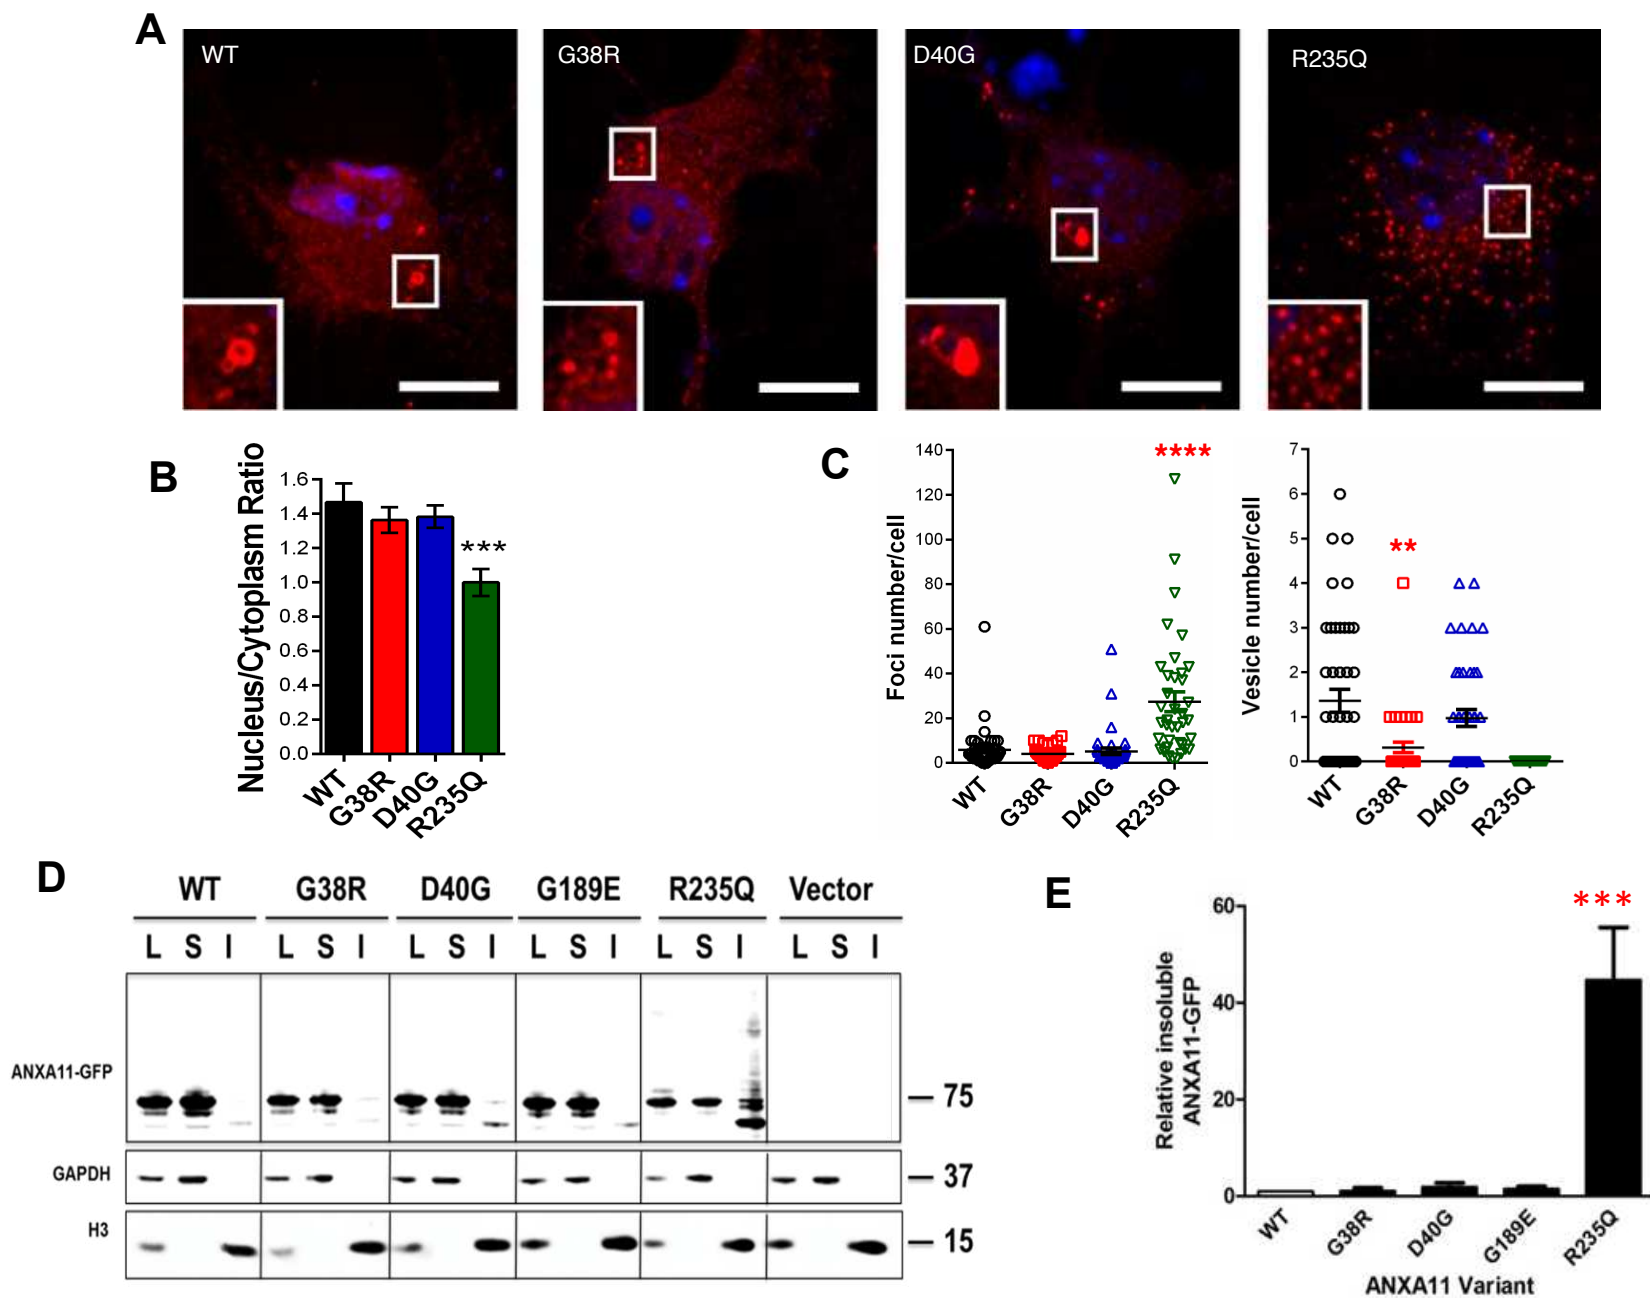 A
WT
G38R
D40G
R235Q
B
Nucleus/Cytoplasm Ratio
1.6
1.4
1.2
1.0
0.8
0.6
0.4
0.2
0.0
***
WT
G38R
D40G
R235Q
C
Foci number/cell
140
120
100
80
60
40
20
0
****
WT
G38R
D40G
R235Q
Vesicle number/cell
7
6
5
4
3
2
1
0
**
WT
G38R
D40G
R235Q
D
WT G38R D40G G189E R235Q Vector
L S I L S I L S I L S I L S I L S I
ANXA11-GFP
75
GAPDH
37
H3
15
E
Relative insoluble
ANXA11-GFP
60
40
20
0
***
WT
G38R
D40G
G189E
R235Q
ANXA11 Variant